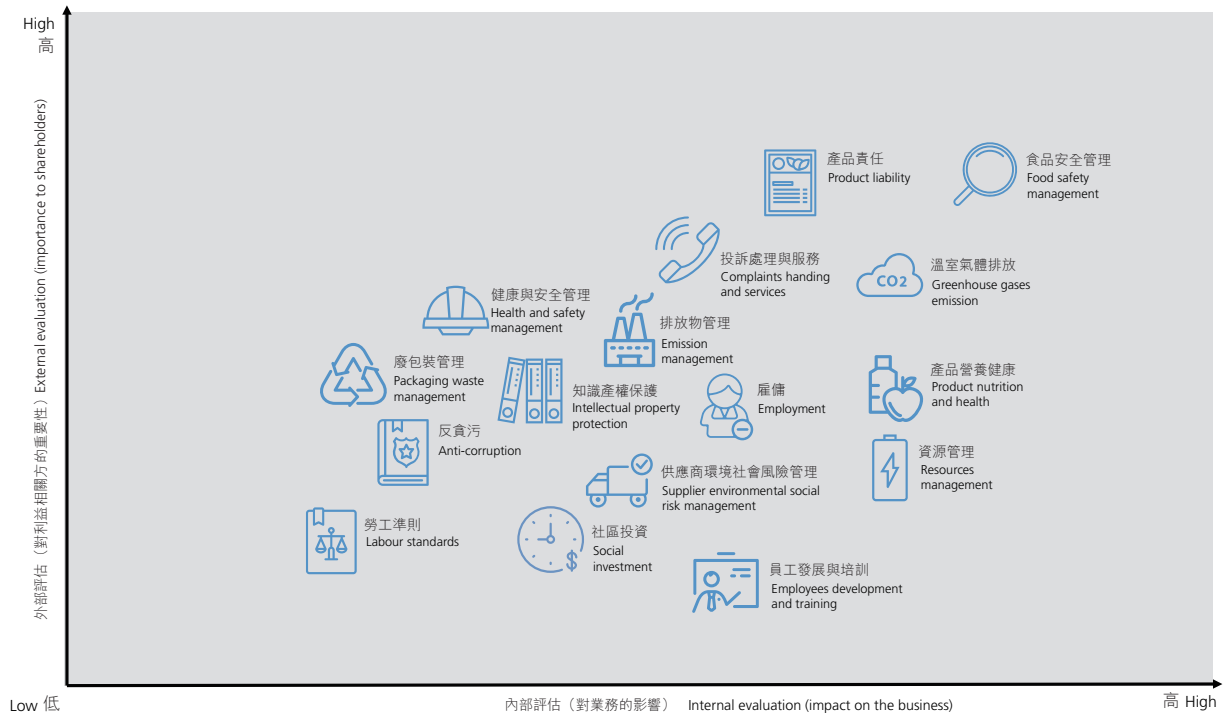 High
高
外部評估（對利益相關方的重要性）External evaluation (importance to shareholders)
產品責任
Product liability
食品安全管理
Food safety
management
投訴處理與服務
Complaints handing
and services
CO2
溫室氣體排放
Greenhouse gases
emission
健康與安全管理
Health and safety
management
排放物管理
Emission
management
廢包裝管理
Packaging waste
management
知識產權保護
Intellectual property
protection
雇傭
Employment
產品營養健康
Product nutrition
and health
反貪污
Anti-corruption
資源管理
Resources
management
供應商環境社會風險管理
Supplier environmental social
risk management
勞工準則
Labour standards
$
社區投資
Social
investment
員工發展與培訓
Employees development
and training
Low 低
內部評估（對業務的影響） Internal evaluation (impact on the business)
高 High